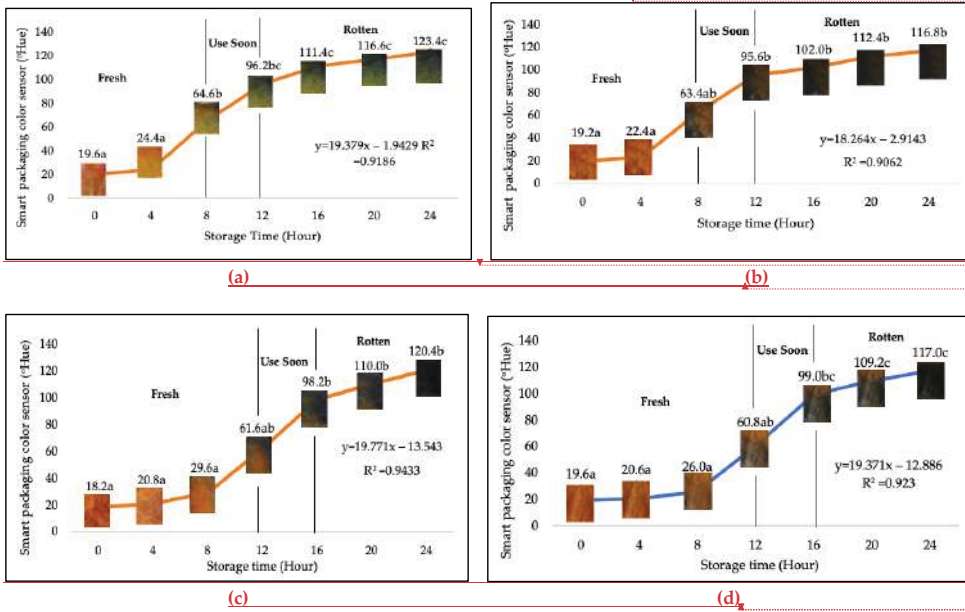 Smart packaging color sensor (ºHue)
140
120
100
80
60
40
20
0
Fresh
Use Soon
Rotten
19.6a
24.4a
64.6b
96.2bc
111.4c
116.6c
123.4c
y=19.379x − 1.9429 R²
=0.9186
0 4 8 12 16 20 24
Storage Time (Hour)
(a)
Smart packaging color sensor (ºHue)
140
120
100
80
60
40
20
0
Fresh
Use Soon
Rotten
19.2a
22.4a
63.4ab
95.6b
102.0b
112.4b
116.8b
y=18.264x − 2.9143
R² =0.9062
0 4 8 12 16 20 24
Storage time (Hour)
(b)
Smart packaging color sensor (ºHue)
140
120
100
80
60
40
20
0
Fresh
Use Soon
Rotten
18.2a
20.8a
29.6a
61.6ab
98.2b
110.0b
120.4b
y=19.771x − 13.543
R² =0.9433
0 4 8 12 16 20 24
Storage time (Hour)
(c)
Smart packaging color sensor (ºHue)
140
120
100
80
60
40
20
0
Fresh
Use Soon
Rotten
19.6a
20.6a
26.0a
60.8ab
99.0bc
109.2c
117.0c
y=19.371x − 12.886
R² =0.923
0 4 8 12 16 20 24
Storage time (Hour)
(d)